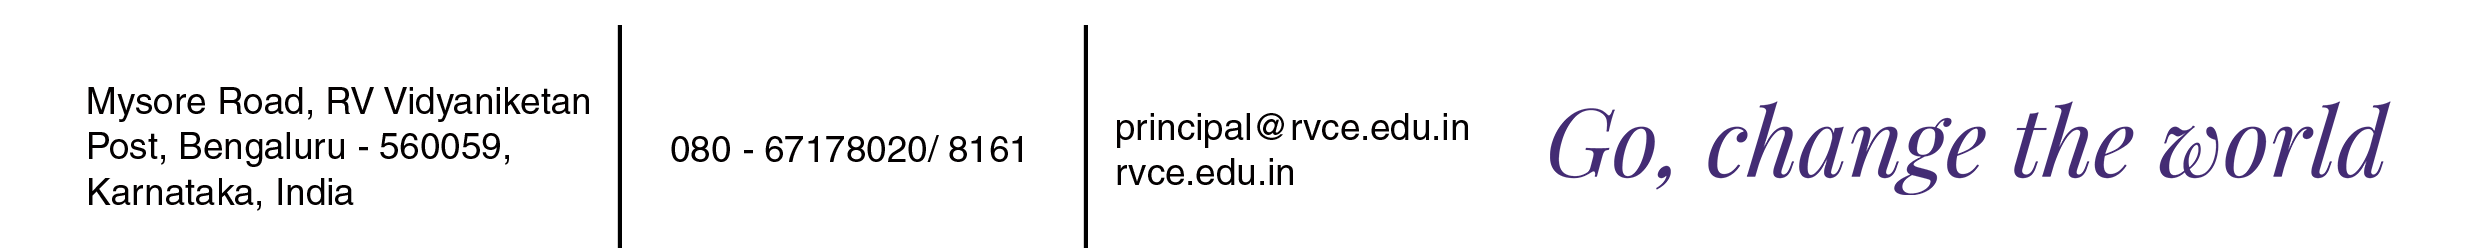 Mysore Road, RV Vidyaniketan
Post, Bengaluru - 560059,
Karnataka, India
080 - 67178020/ 8161
principal@rvce.edu.in
rvce.edu.in
Go, change the world